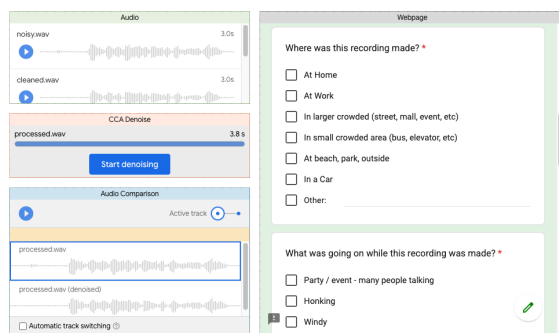 Audio
noisy.wav 3.0s
cleaned.wav 3.0s
CCA Denoise
processed.wav 3.8 s
Start denoising
Audio Comparison
Active track
processed.wav
processed.wav (denoised)
Automatic track switching
Webpage
Where was this recording made? *
At Home
At Work
In larger crowded (street, mall, event, etc)
In small crowded area (bus, elevator, etc)
At beach, park, outside
In a Car
Other:
What was going on while this recording was made? *
Party / event - many people talking
Honking
Windy